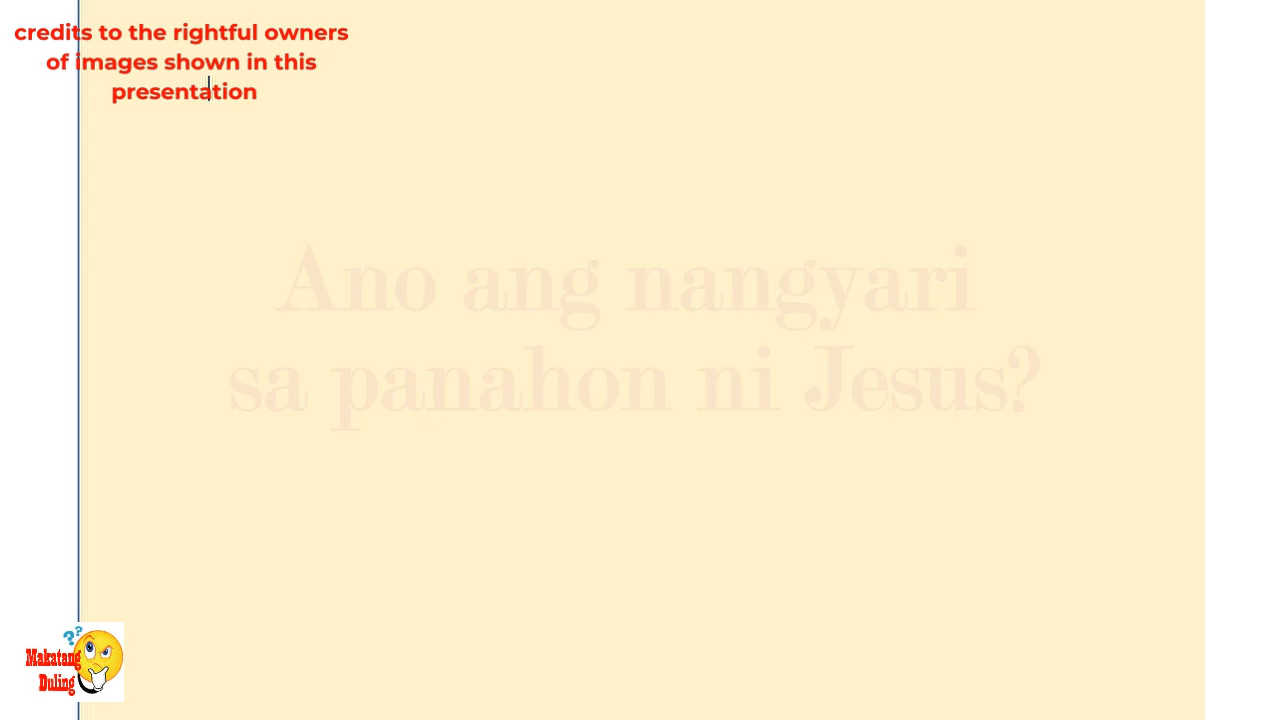 credits to the rightful owners
of images shown in this
presentation
Ano ang nangyari
sa panahon ni Jesus?
??
Makatang
Duling